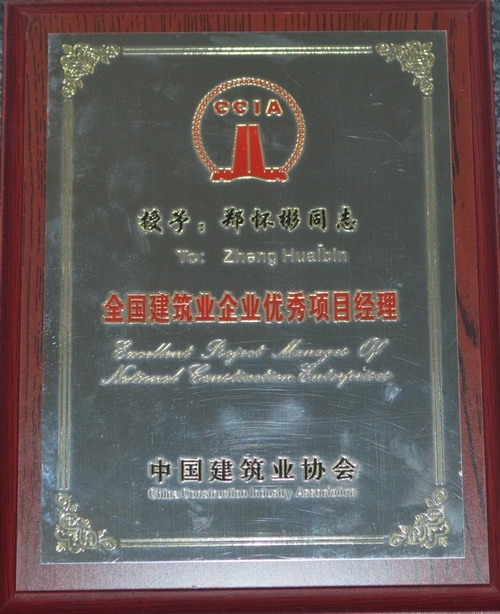 CCIA
授予：郑怀彬同志
To: Zheng Huaibin
全国建筑业企业优秀项目经理
Excellent Project Manager Of
National Construction Enterprises
中国建筑业协会
China Construction Industry Association